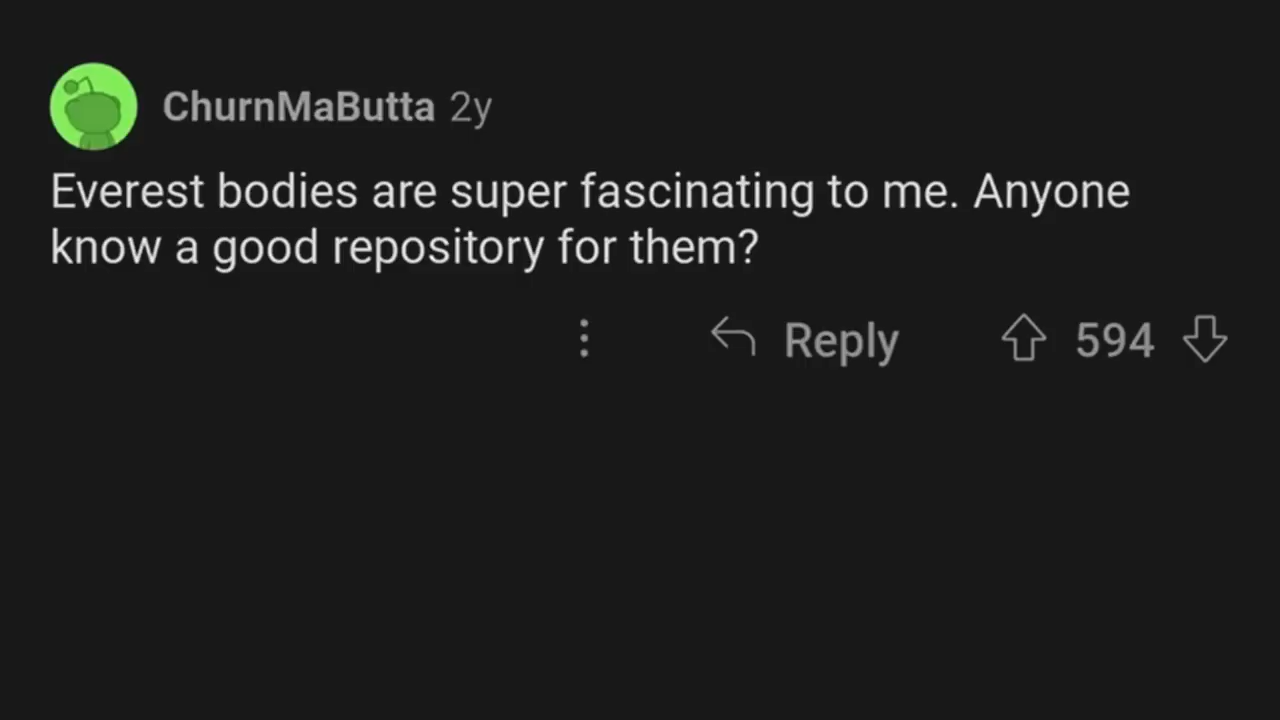 ChurnMaButta 2y
Everest bodies are super fascinating to me. Anyone
know a good repository for them?
Reply 594